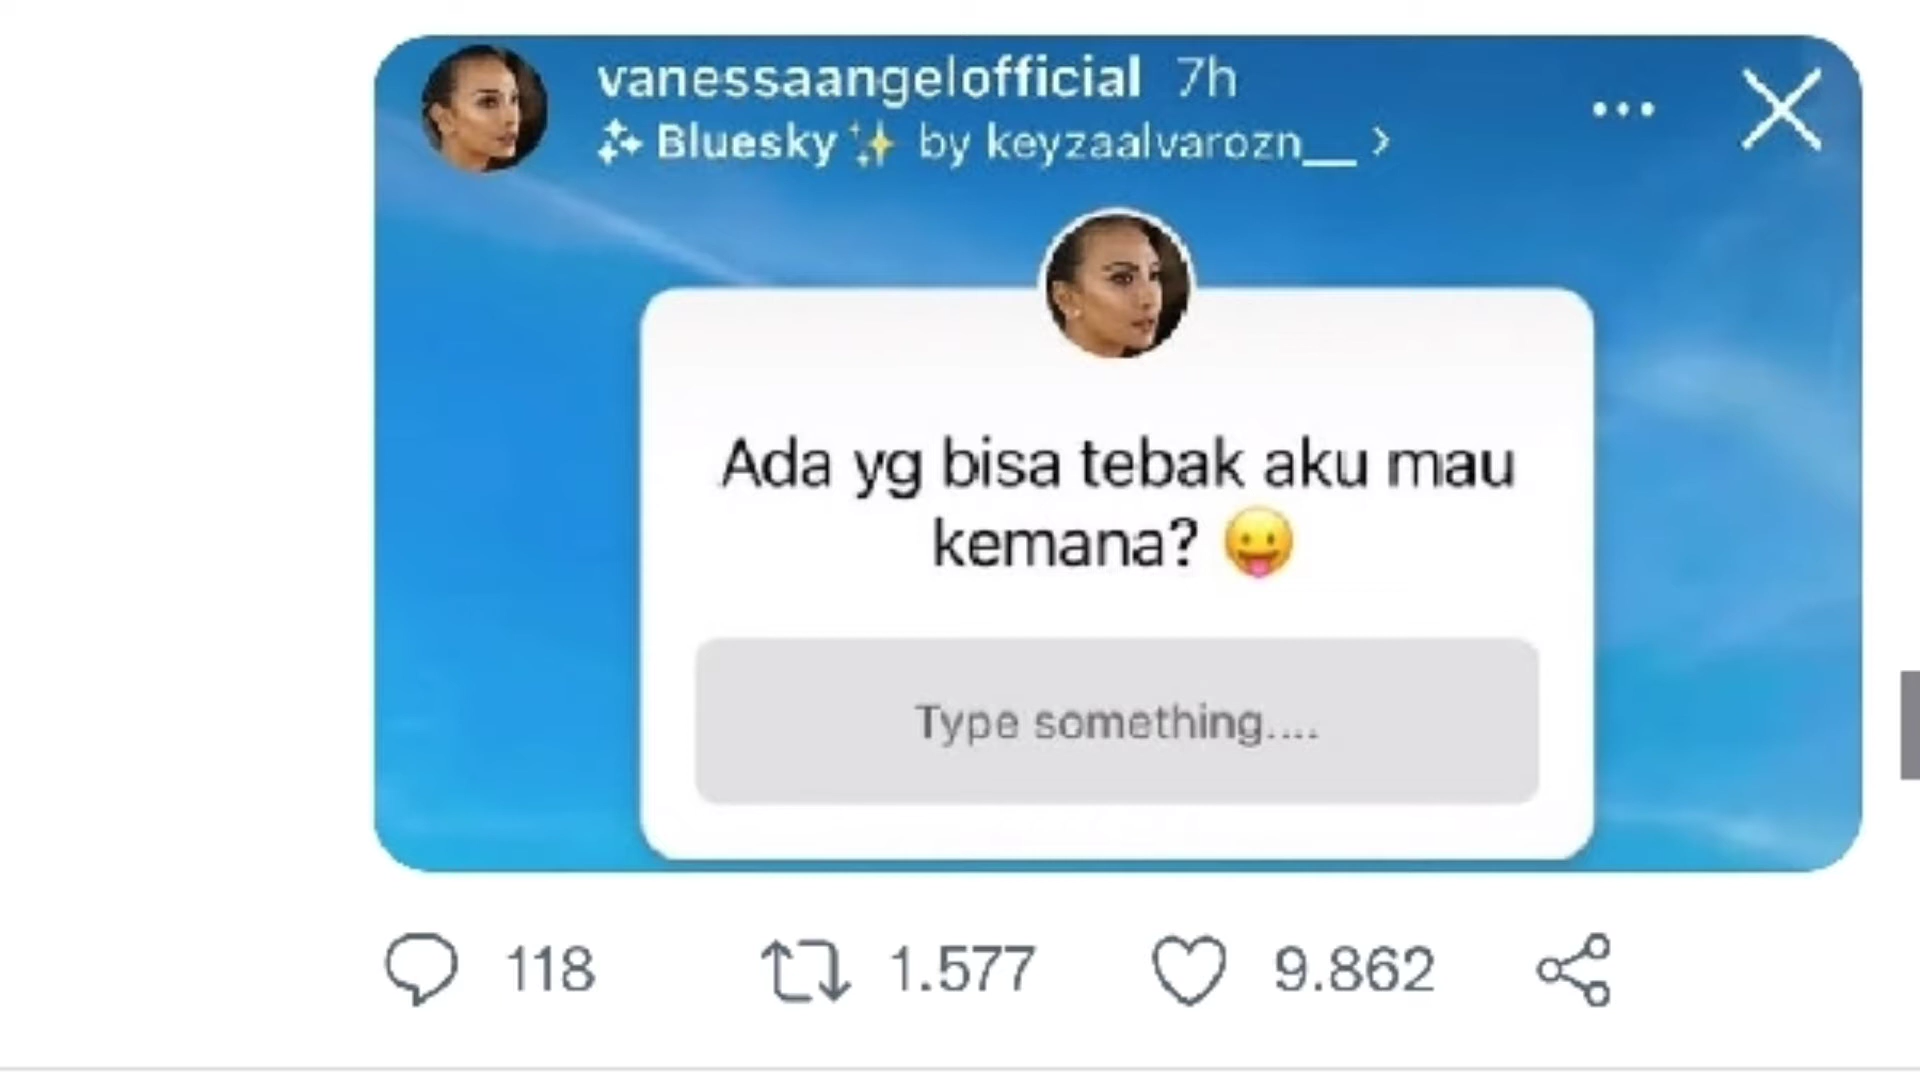 vanessaangelofficial 7h
Bluesky✨ by keyzaalvarozn__ >
Ada yg bisa tebak aku mau
kemana? 😛
Type something....
118 1.577 9.862